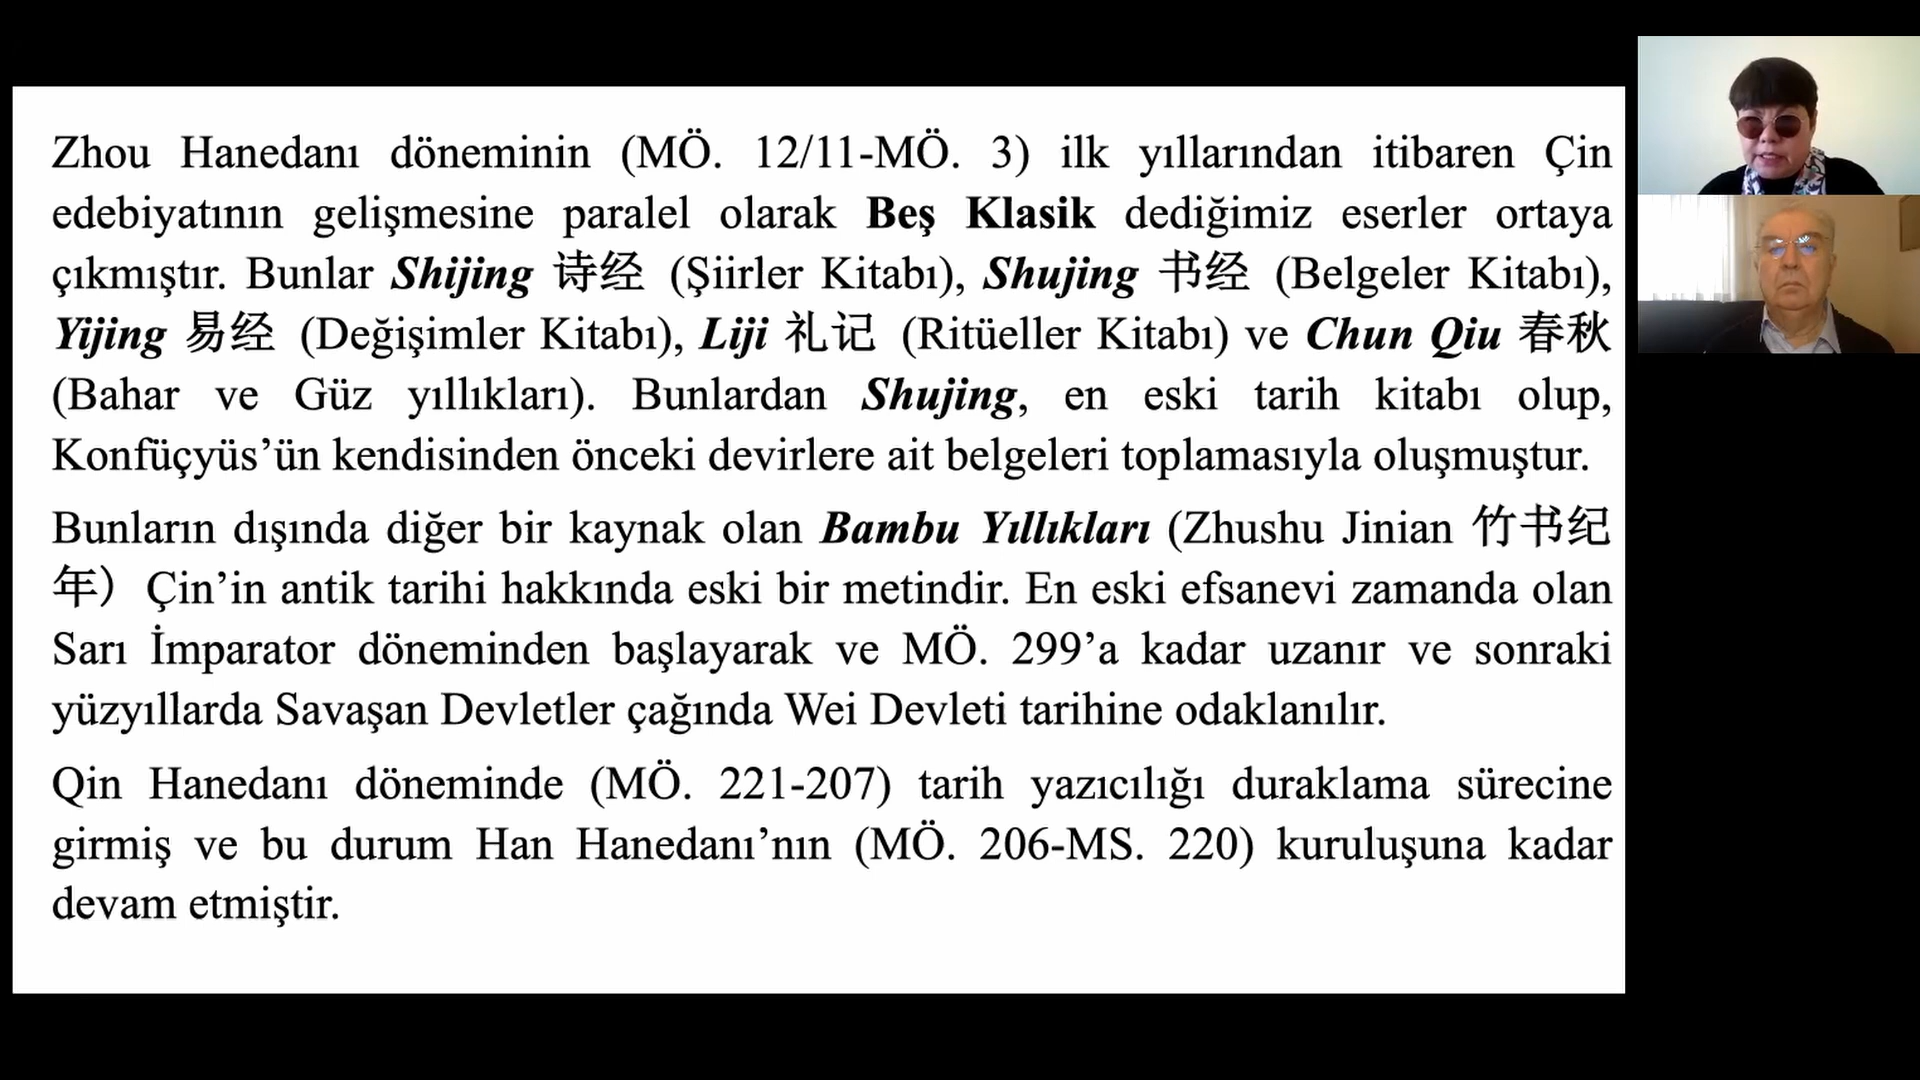 Zhou Hanedanı döneminin (MÖ. 12/11-MÖ. 3) ilk yıllarından itibaren Çin
edebiyatının gelişmesine paralel olarak Beş Klasik dediğimiz eserler ortaya
çıkmıştır. Bunlar Shijing 诗经 (Şiirler Kitabı), Shujing 书经 (Belgeler Kitabı),
Yijing 易经 (Değişimler Kitabı), Liji 礼记 (Ritüeller Kitabı) ve Chun Qiu 春秋
(Bahar ve Güz yıllıkları). Bunlardan Shujing, en eski tarih kitabı olup,
Konfüçyüs’ün kendisinden önceki devirlere ait belgeleri toplamasıyla oluşmuştur.
Bunların dışında diğer bir kaynak olan Bambu Yıllıkları (Zhushu Jinian 竹书纪
年） Çin’in antik tarihi hakkında eski bir metindir. En eski efsanevi zamanda olan
Sarı İmparator döneminden başlayarak ve MÖ. 299’a kadar uzanır ve sonraki
yüzyıllarda Savaşan Devletler çağında Wei Devleti tarihine odaklanılır.
Qin Hanedanı döneminde (MÖ. 221-207) tarih yazıcılığı duraklama sürecine
girmiş ve bu durum Han Hanedanı’nın (MÖ. 206-MS. 220) kuruluşuna kadar
devam etmiştir.